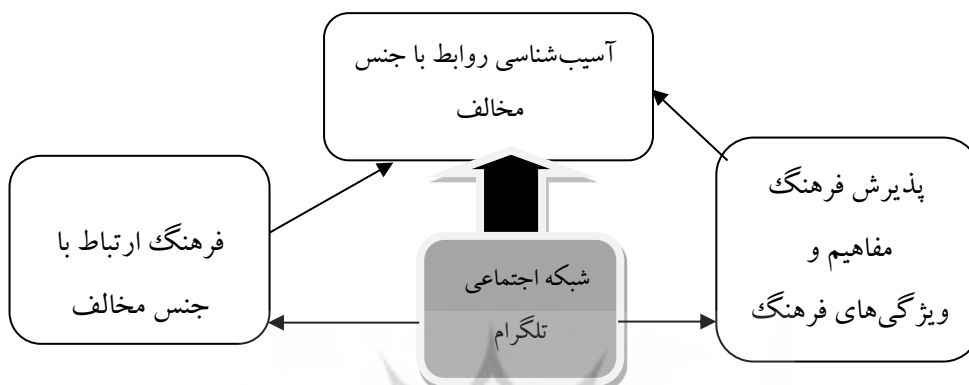 آسیب‌شناسی روابط با جنس
مخالف
پذیرش فرهنگ
مفاهیم و
ویژگی‌های فرهنگ
فرهنگ ارتباط با
جنس مخالف
شبکه اجتماعی
تلگرام